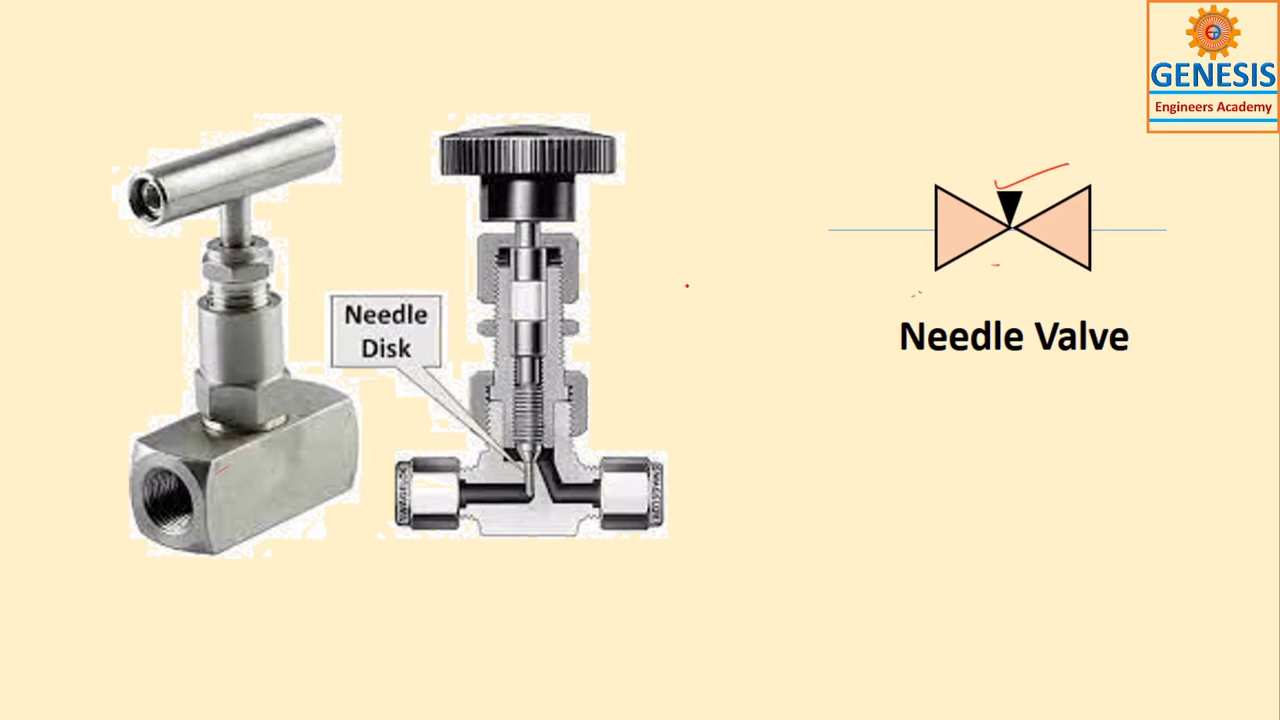 GENESIS
Engineers Academy
Needle
Disk
Needle Valve